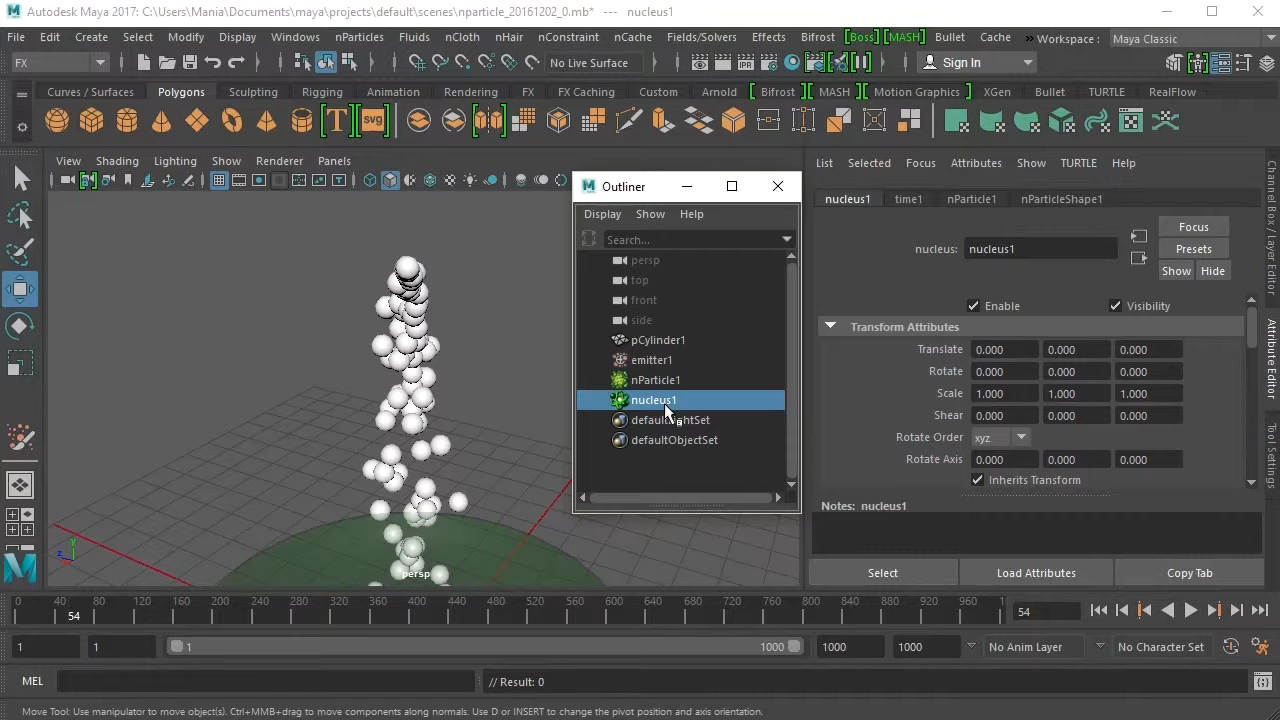 Autodesk Maya 2017: C:\Users\Mania\Documents\maya\projects\default\scenes\nparticle_20161202_0.mb* --- nucleus1
File Edit Create Select Modify Display Windows nParticles Fluids nCloth nHair nConstraint nCache Fields/Solvers Effects Bifrost [Boss] [MASH] Bullet Cache » Workspace : Maya Classic
FX No Live Surface IPR Sign In
Curves / Surfaces Polygons Sculpting Rigging Animation Rendering FX FX Caching Custom Arnold [ Bifrost ] [ MASH ] [ Motion Graphics ] XGen Bullet TURTLE RealFlow
T svg
View Shading Lighting Show Renderer Panels
Outliner
Display Show Help
Search...
persp
top
front
side
pCylinder1
emitter1
nParticle1
nucleus1
defaultLightSet
defaultObjectSet
y
z
persp
List Selected Focus Attributes Show TURTLE Help
nucleus1 time1 nParticle1 nParticleShape1
nucleus: nucleus1
Focus
Presets
Show Hide
Enable Visibility
Transform Attributes
Translate 0.000 0.000 0.000
Rotate 0.000 0.000 0.000
Scale 1.000 1.000 1.000
Shear 0.000 0.000 0.000
Rotate Order xyz
Rotate Axis 0.000 0.000 0.000
Inherits Transform
Notes: nucleus1
Select Load Attributes Copy Tab
Channel Box / Layer Editor
Attribute Editor
Tool Settings
0 40 80 120 160 200 240 280 320 360 400 440 480 520 560 600 640 680 720 760 800 840 880 920 960 1
54
54
1 1 1 1000 1000 1000 No Anim Layer No Character Set
MEL // Result: 0
Move Tool: Use manipulator to move object(s). Ctrl+MMB+drag to move components along normals. Use D or INSERT to change the pivot position and axis orientation.